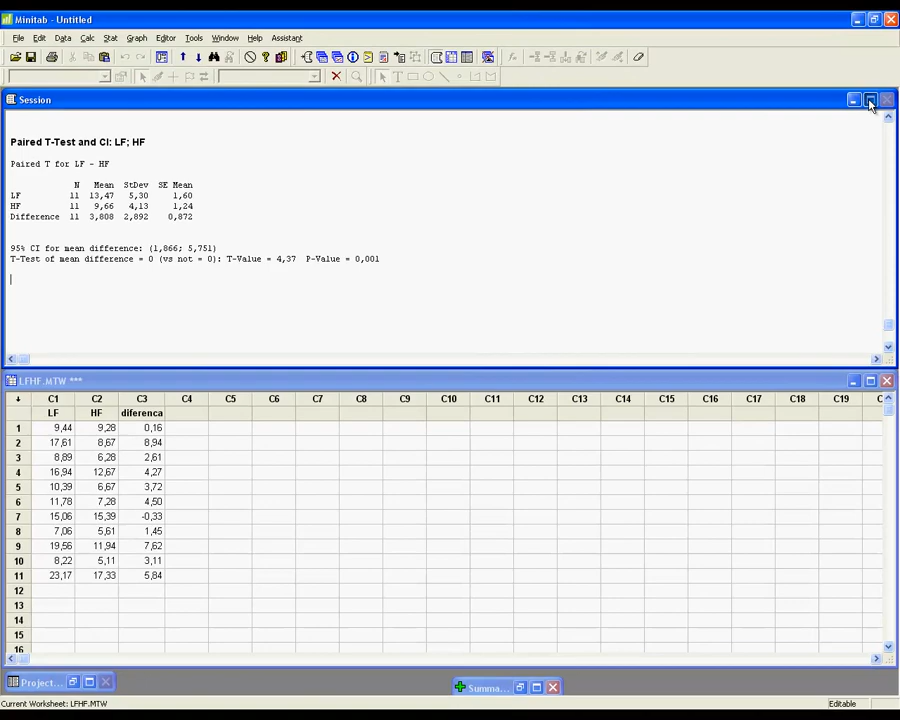 Minitab - Untitled
File Edit Data Calc Stat Graph Editor Tools Window Help Assistant
Session
Paired T-Test and CI: LF; HF
Paired T for LF - HF
N Mean StDev SE Mean
LF 11 13,47 5,30 1,60
HF 11 9,66 4,13 1,24
Difference 11 3,808 2,892 0,872
95% CI for mean difference: (1,866; 5,751)
T-Test of mean difference = 0 (vs not = 0): T-Value = 4,37 P-Value = 0,001
LFHF.MTW ***
C1 C2 C3 C4 C5 C6 C7 C8 C9 C10 C11 C12 C13 C14 C15 C16 C17 C18 C19 C
LF HF diferenca
1 9,44 9,28 0,16
2 17,61 8,67 8,94
3 8,89 6,28 2,61
4 16,94 12,67 4,27
5 10,39 6,67 3,72
6 11,78 7,28 4,50
7 15,06 15,39 -0,33
8 7,06 5,61 1,45
9 19,56 11,94 7,62
10 8,22 5,11 3,11
11 23,17 17,33 5,84
12
13
14
15
16
Project... Summa...
Current Worksheet: LFHF.MTW Editable